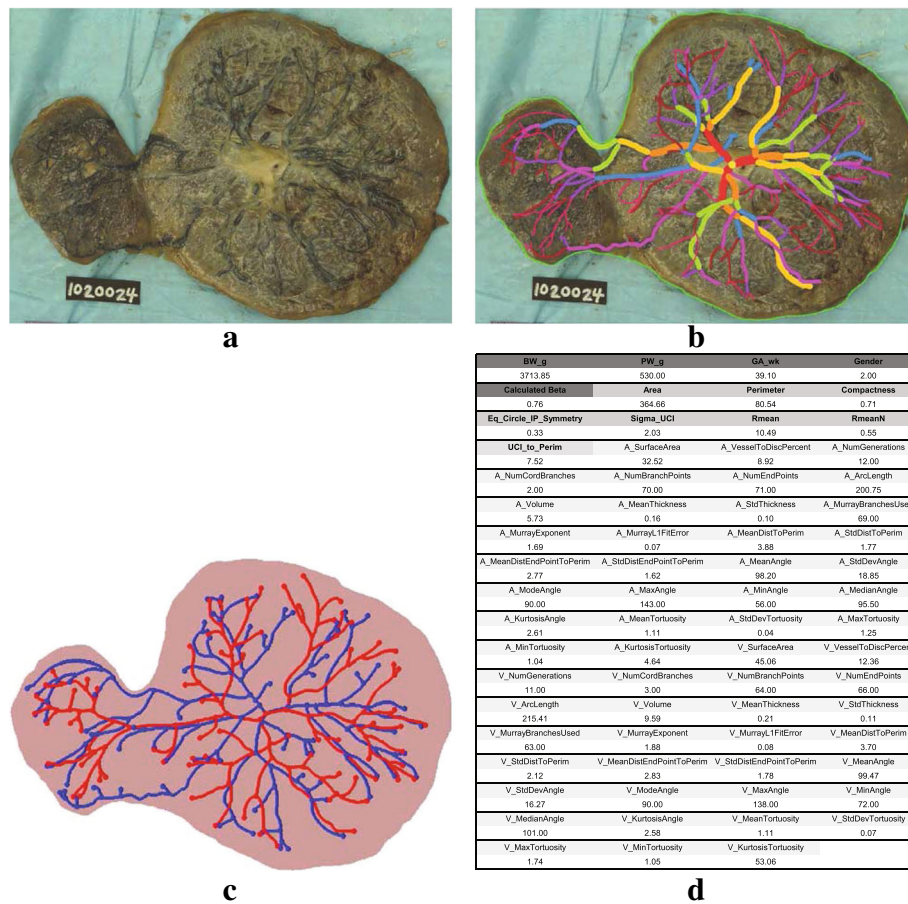 1020024
1020024
a
b
BW_g PW_g GA_wk Gender
3713.85 530.00 39.10 2.00
Calculated Beta Area Perimeter Compactness
0.76 364.66 80.54 0.71
Eq_Circle_IP_Symmetry Sigma_UCI Rmean RmeanN
0.33 2.03 10.49 0.55
UCI_to_Perim A_SurfaceArea A_VesselToDiscPercent A_NumGenerations
7.52 32.52 8.92 12.00
A_NumCordBranches A_NumBranchPoints A_NumEndPoints A_ArcLength
2.00 70.00 71.00 200.75
A_Volume A_MeanThickness A_StdThickness A_MurrayBranchesUse
5.73 0.16 0.10 69.00
A_MurrayExponent A_MurrayL1FitError A_MeanDistToPerim A_StdDistToPerim
1.69 0.07 3.88 1.77
A_MeanDistEndPointToPerim A_StdDistEndPointToPerim A_MeanAngle A_StdDevAngle
2.77 1.62 98.20 18.85
A_ModeAngle A_MaxAngle A_MinAngle A_MedianAngle
90.00 143.00 56.00 95.50
A_KurtosisAngle A_MeanTortuosity A_StdDevTortuosity A_MaxTortuosity
2.61 1.11 0.04 1.25
A_MinTortuosity A_KurtosisTortuosity V_SurfaceArea V_VesselToDiscPercen
1.04 4.64 45.06 12.36
V_NumGenerations V_NumCordBranches V_NumBranchPoints V_NumEndPoints
11.00 3.00 64.00 66.00
V_ArcLength V_Volume V_MeanThickness V_StdThickness
215.41 9.59 0.21 0.11
V_MurrayBranchesUsed V_MurrayExponent V_MurrayL1FitError V_MeanDistToPerim
63.00 1.88 0.08 3.70
V_StdDistToPerim V_MeanDistEndPointToPerim V_StdDistEndPointToPerim V_MeanAngle
2.12 2.83 1.78 99.47
V_StdDevAngle V_ModeAngle V_MaxAngle V_MinAngle
16.27 90.00 138.00 72.00
V_MedianAngle V_KurtosisAngle V_MeanTortuosity V_StdDevTortuosity
101.00 2.58 1.11 0.07
V_MaxTortuosity V_MinTortuosity V_KurtosisTortuosity
1.74 1.05 53.06
c
d